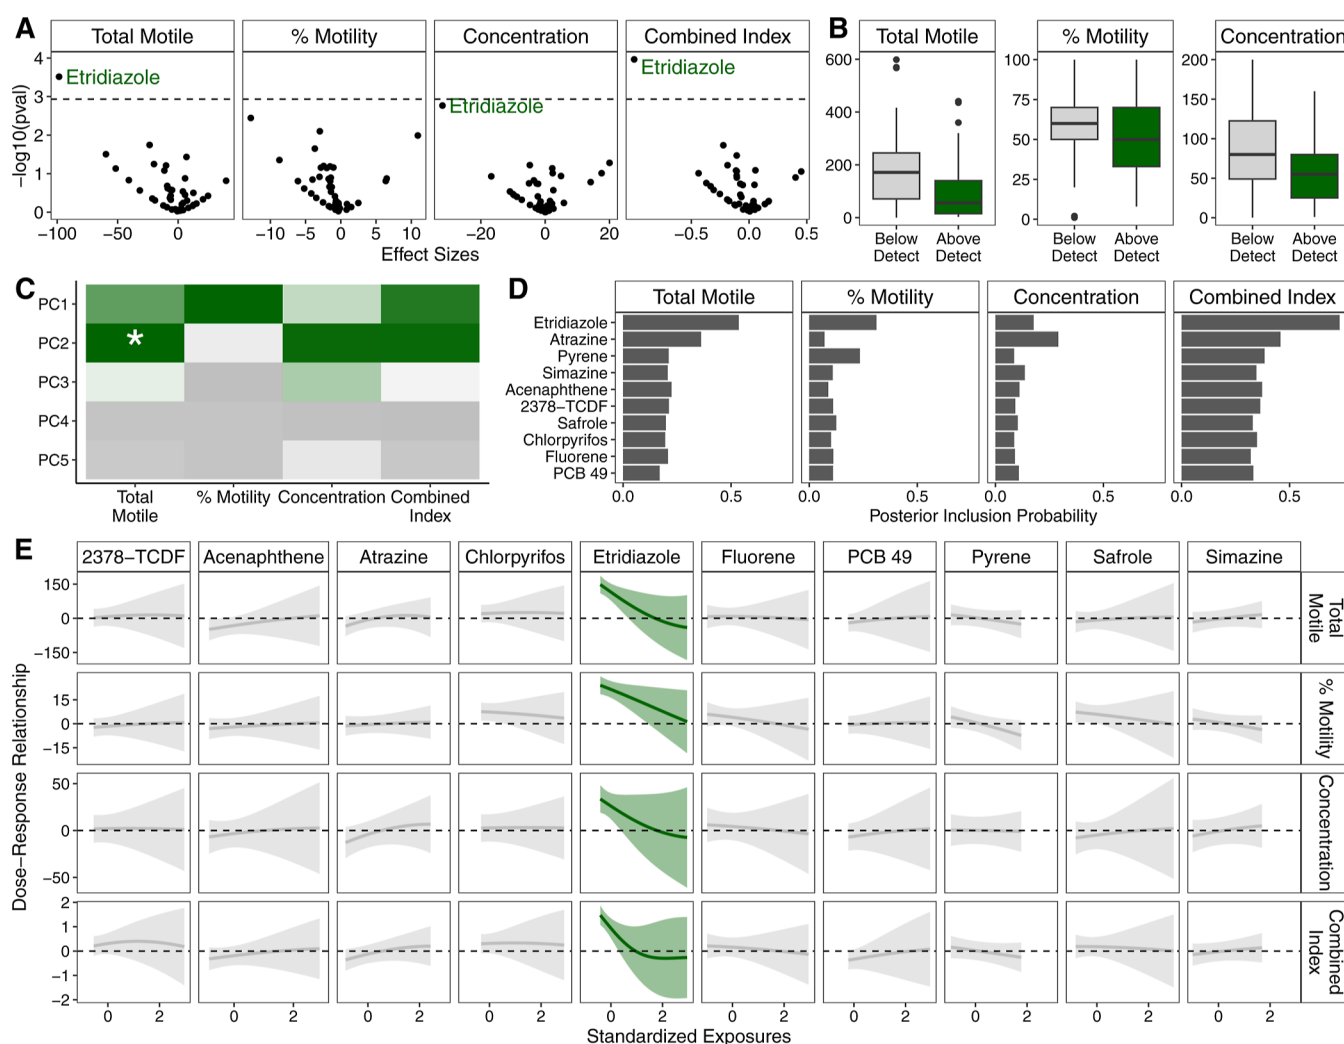 A
Total Motile
% Motility
Concentration
Combined Index
−log10(pval)
4
3
2
1
0
Etridiazole
Etridiazole
Etridiazole
−100 −50 0
−10 −5 0 5 10
−20 0 20
−0.5 0.0 0.5
Effect Sizes
B
Total Motile
% Motility
Concentration
600
400
200
0
100
75
50
25
0
200
150
100
50
0
Below Detect
Above Detect
Below Detect
Above Detect
Below Detect
Above Detect
C
PC1
PC2
*
PC3
PC4
PC5
Total Motile
% Motility
Concentration
Combined Index
D
Total Motile
% Motility
Concentration
Combined Index
Etridiazole
Atrazine
Pyrene
Simazine
Acenaphthene
2378−TCDF
Safrole
Chlorpyrifos
Fluorene
PCB 49
0.0 0.5
0.0 0.5
0.0 0.5
0.0 0.5
Posterior Inclusion Probability
E
2378−TCDF
Acenaphthene
Atrazine
Chlorpyrifos
Etridiazole
Fluorene
PCB 49
Pyrene
Safrole
Simazine
Dose−Response Relationship
150
0
−150
Total Motile
15
0
−15
% Motility
50
0
−50
Concentration
2
1
0
−1
−2
Combined Index
0 2
0 2
0 2
0 2
0 2
0 2
0 2
0 2
0 2
0 2
Standardized Exposures